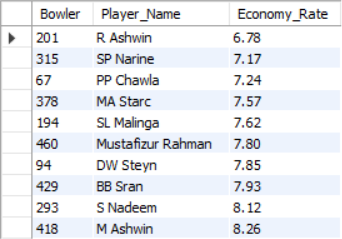 Bowler Player_Name Economy_Rate
201 R Ashwin 6.78
315 SP Narine 7.17
67 PP Chawla 7.24
378 MA Starc 7.57
194 SL Malinga 7.62
460 Mustafizur Rahman 7.80
94 DW Steyn 7.85
429 BB Sran 7.93
293 S Nadeem 8.12
418 M Ashwin 8.26